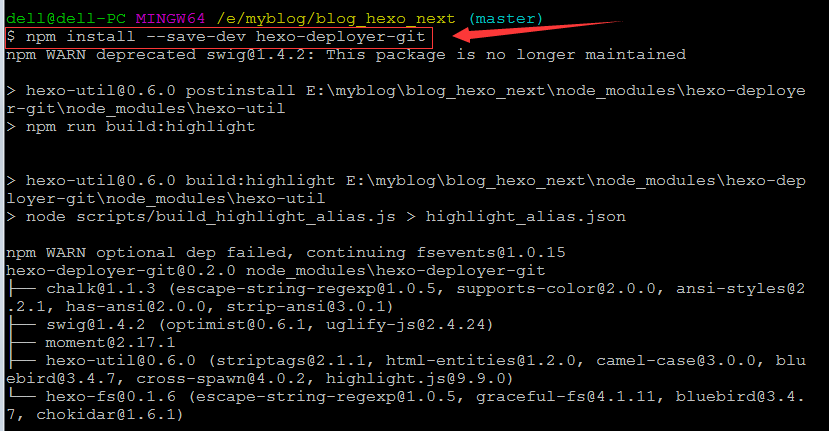 dell@dell-PC MINGW64 /e/myblog/blog_hexo_next (master)
$ npm install --save-dev hexo-deployer-git
npm WARN deprecated swig@1.4.2: This package is no longer maintained
> hexo-util@0.6.0 postinstall E:\myblog\blog_hexo_next\node_modules\hexo-deploye
r-git\node_modules\hexo-util
> npm run build:highlight
> hexo-util@0.6.0 build:highlight E:\myblog\blog_hexo_next\node_modules\hexo-dep
loyer-git\node_modules\hexo-util
> node scripts/build_highlight_alias.js > highlight_alias.json
npm WARN optional dep failed, continuing fsevents@1.0.15
hexo-deployer-git@0.2.0 node_modules\hexo-deployer-git
├── chalk@1.1.3 (escape-string-regexp@1.0.5, supports-color@2.0.0, ansi-styles@2
.2.1, has-ansi@2.0.0, strip-ansi@3.0.1)
├── swig@1.4.2 (optimist@0.6.1, uglify-js@2.4.24)
├── moment@2.17.1
├── hexo-util@0.6.0 (striptags@2.1.1, html-entities@1.2.0, camel-case@3.0.0, blu
ebird@3.4.7, cross-spawn@4.0.2, highlight.js@9.9.0)
└── hexo-fs@0.1.6 (escape-string-regexp@1.0.5, graceful-fs@4.1.11, bluebird@3.4.
7, chokidar@1.6.1)